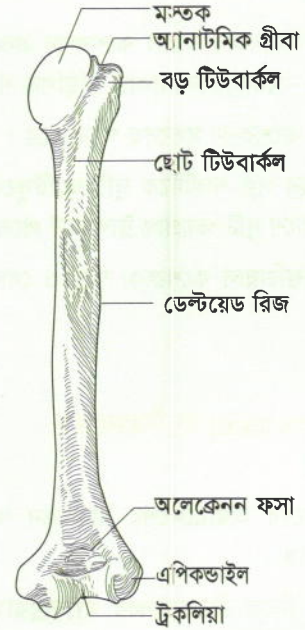 মস্তক
অ্যানাটমিক গ্রীবা
বড় টিউবার্কল
ছোট টিউবার্কল
ডেল্টয়েড রিজ
অলেক্রেনন ফসা
এপিকন্ডাইল
ট্রকলিয়া